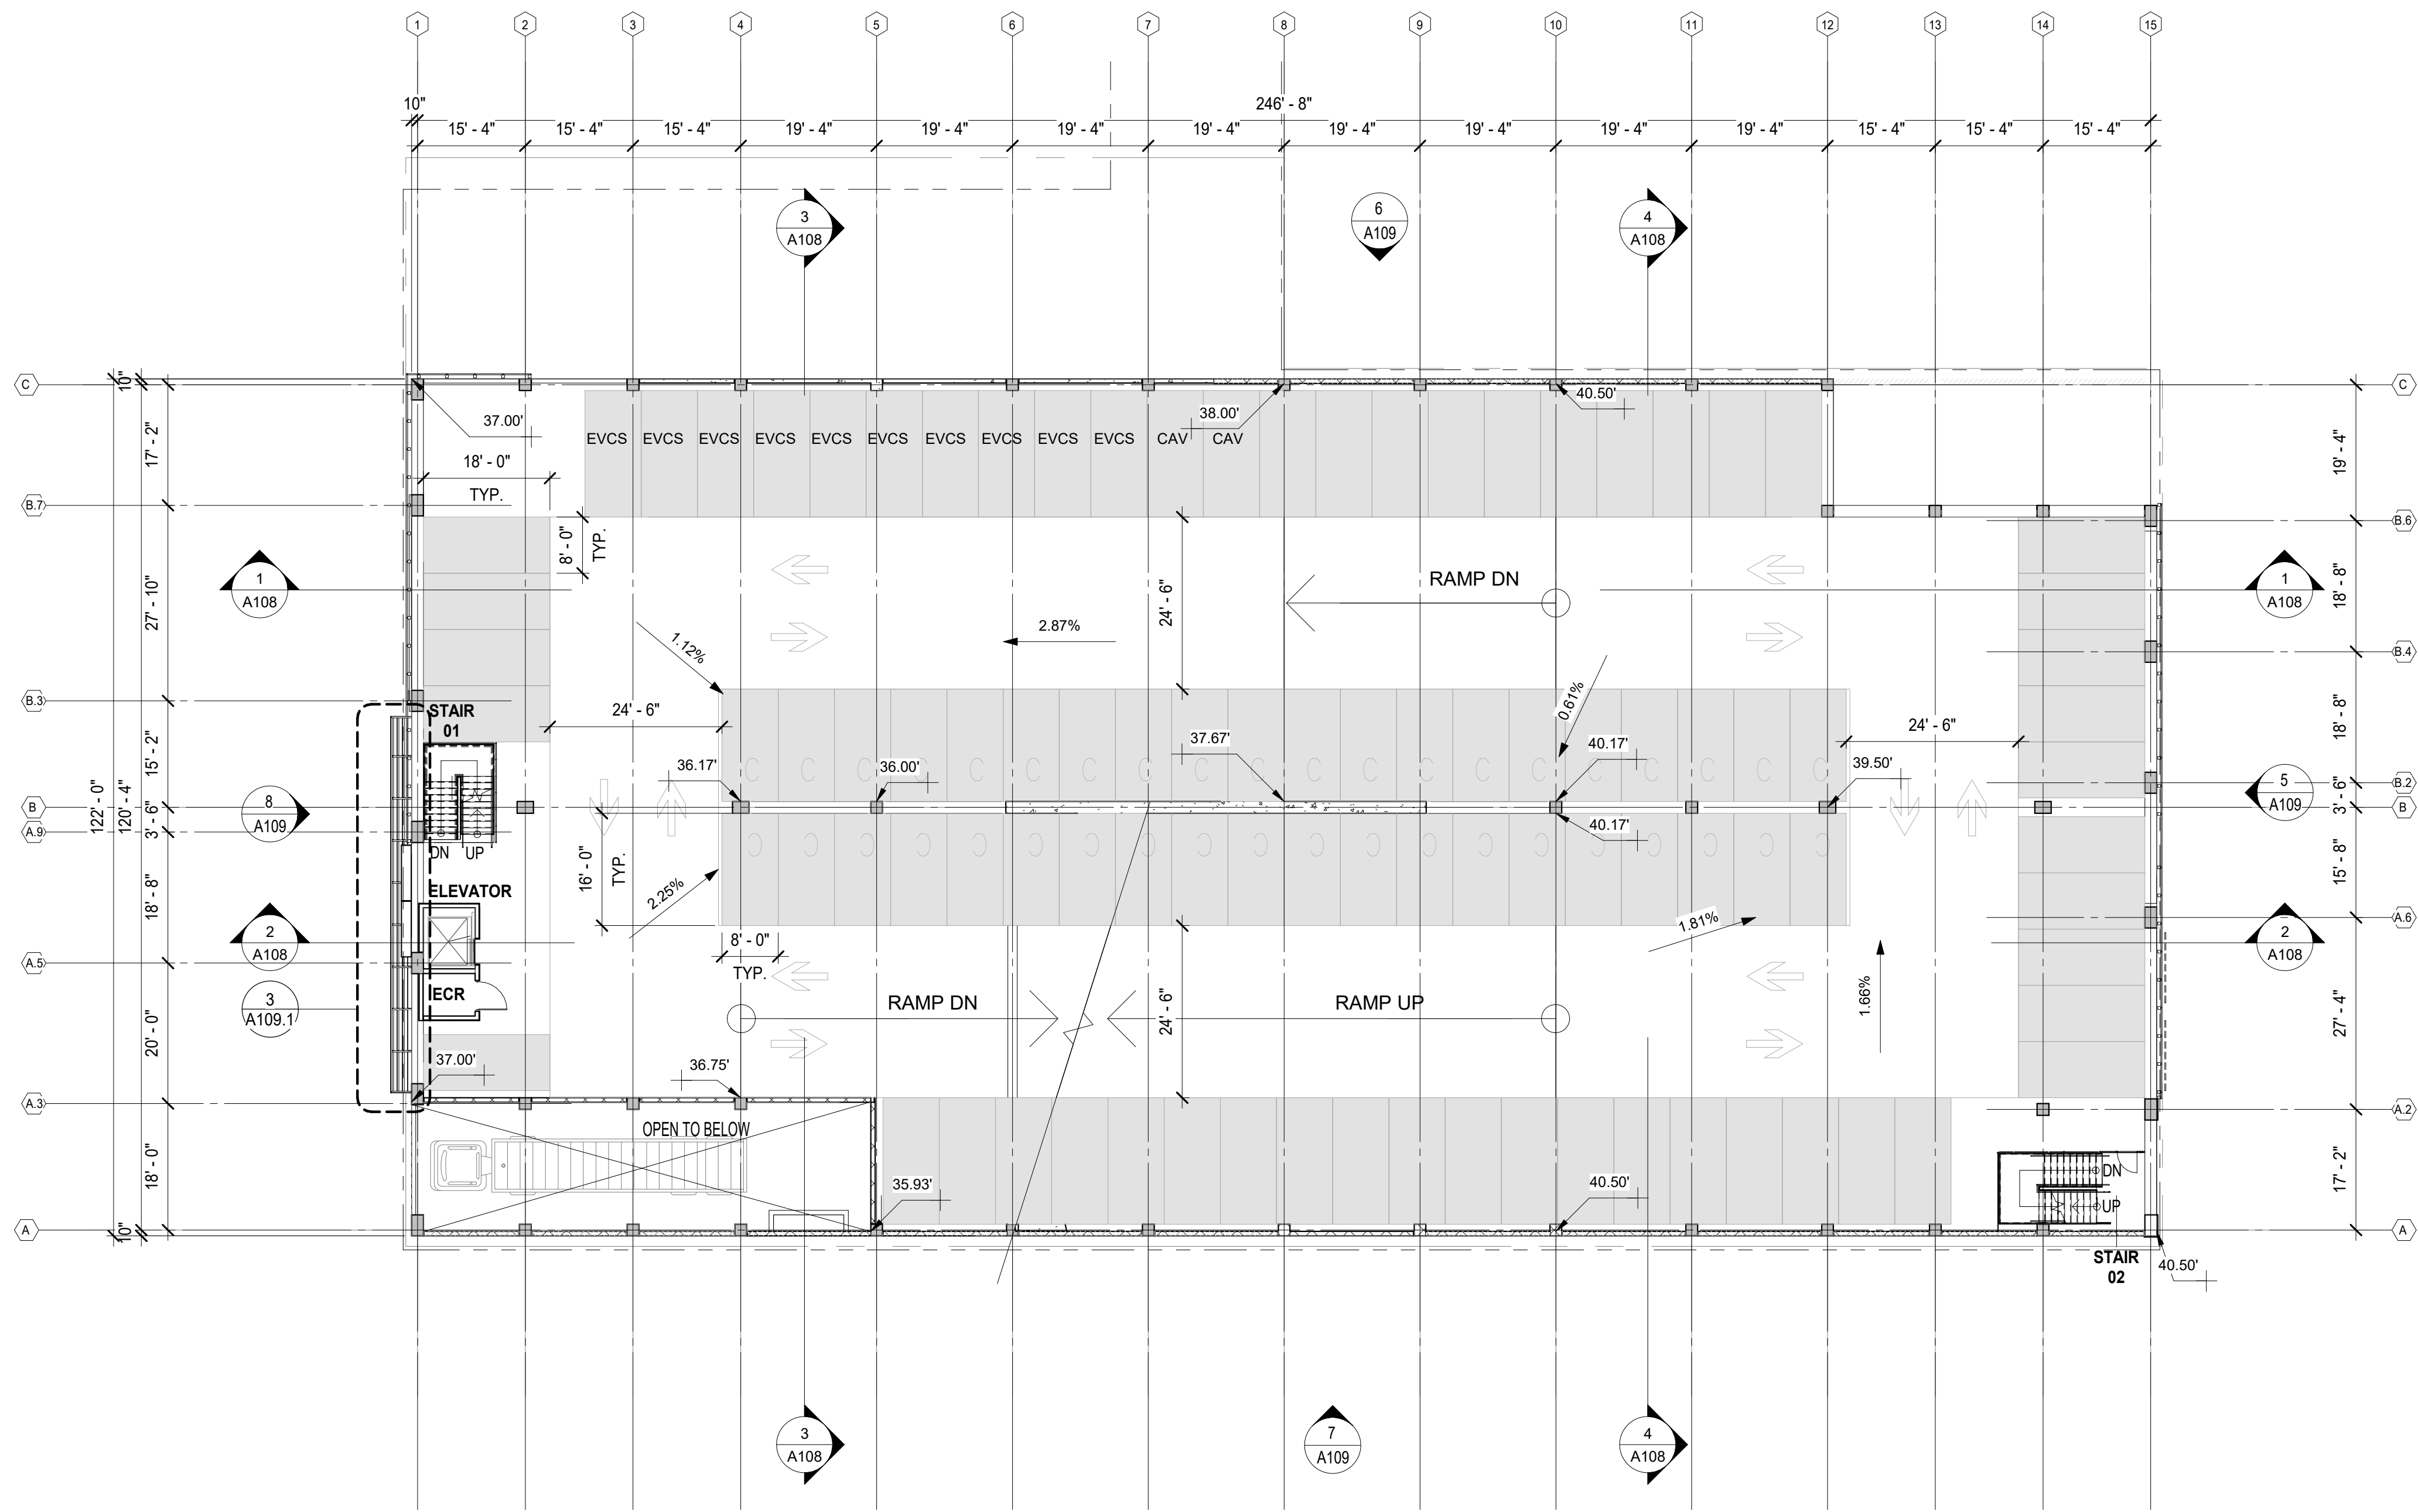 1 2 3 4 5 6 7 8 9 10 11 12 13 14 15
10" 246' - 8"
15' - 4" 15' - 4" 15' - 4" 19' - 4" 19' - 4" 19' - 4" 19' - 4" 19' - 4" 19' - 4" 19' - 4" 19' - 4" 15' - 4" 15' - 4" 15' - 4"
3
A108
6
A109
4
A108
C
10"
C
37.00'
38.00'
40.50'
EVCS EVCS EVCS EVCS EVCS EVCS EVCS EVCS EVCS EVCS CAV CAV
17' - 2"
19' - 4"
18' - 0"
TYP.
B.7
B.6
8' - 0"
TYP.
1
A108
27' - 10"
24' - 6"
RAMP DN
18' - 8"
1
A108
2.87%
1.12%
B.4
0.61%
B.3
STAIR
01
24' - 6"
24' - 6"
18' - 8"
15' - 2"
37.67'
40.17'
36.17'
36.00'
39.50'
B.2
8
A109
122' - 0"
120' - 4"
3' - 6"
3' - 6"
5
A109
B
B
A.9
40.17'
DN UP
16' - 0"
TYP.
15' - 8"
ELEVATOR
2.25%
18' - 8"
1.81%
A.6
2
A108
8' - 0"
TYP.
2
A108
A.5
ECR
3
A109.1
RAMP DN
RAMP UP
24' - 6"
1.66%
20' - 0"
27' - 4"
37.00'
36.75'
A.3
A.2
OPEN TO BELOW
18' - 0"
35.93'
40.50'
DN
UP
17' - 2"
A
10"
A
STAIR
02
40.50'
3
A108
7
A109
4
A108